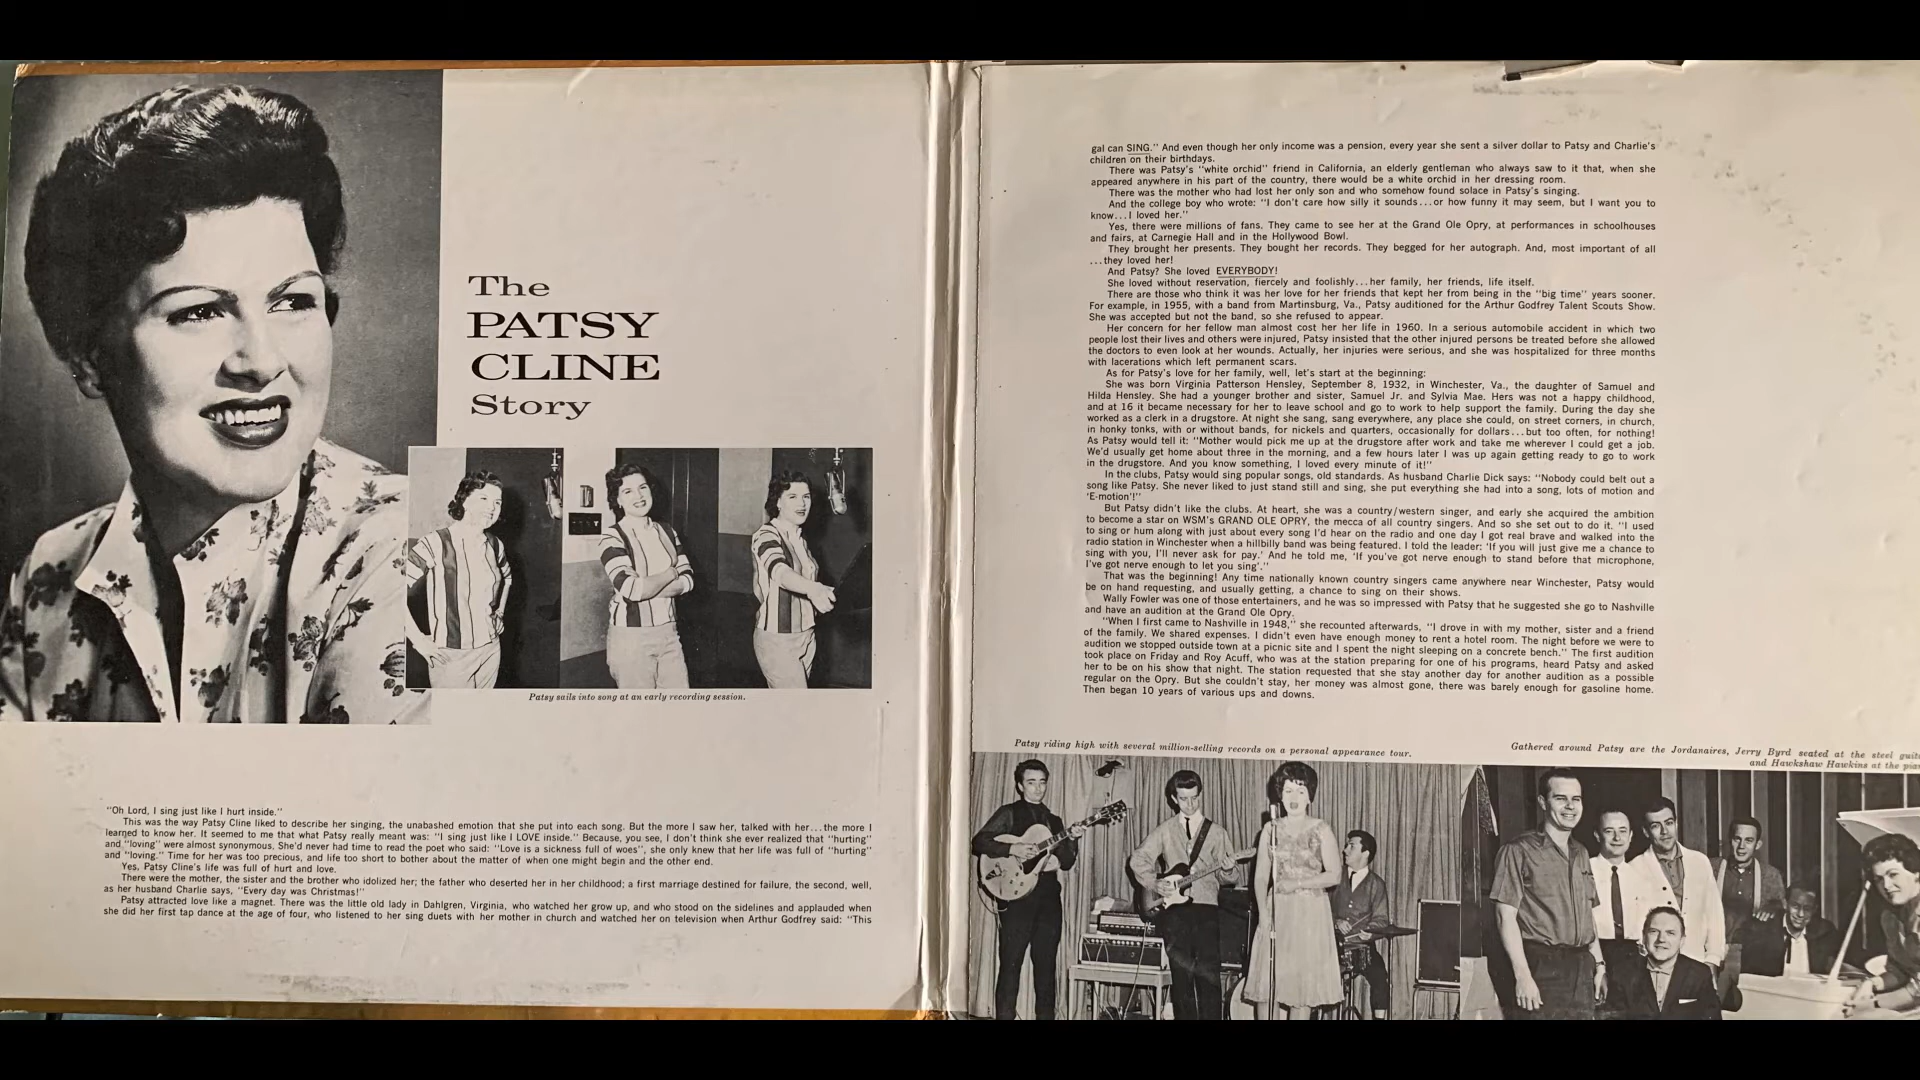 The
PATSY
CLINE
Story
Patsy sails into song at an early recording session.
"Oh Lord, I sing just like I hurt inside."
This was the way Patsy Cline liked to describe her singing, the unabashed emotion that she put into each song. But the more I saw her, talked with her...the more I
learned to know her. It seemed to me that what Patsy really meant was: "I sing just like I LOVE inside." Because, you see, I don't think she ever realized that "hurting"
and "loving" were almost synonymous. She'd never had time to read the poet who said: "Love is a sickness full of woes", she only knew that her life was full of "hurting"
and "loving." Time for her was too precious, and life too short to bother about the matter of when one might begin and the other end.
Yes, Patsy Cline's life was full of hurt and love.
There were the mother, the sister and the brother who idolized her; the father who deserted her in her childhood; a first marriage destined for failure, the second, well,
as her husband Charlie says, "Every day was Christmas!"
Patsy attracted love like a magnet. There was the little old lady in Dahlgren, Virginia, who watched her grow up, and who stood on the sidelines and applauded when
she did her first tap dance at the age of four, who listened to her sing duets with her mother in church and watched her on television when Arthur Godfrey said: "This
gal can SING." And even though her only income was a pension, every year she sent a silver dollar to Patsy and Charlie's
children on their birthdays.
There was Patsy's "white orchid" friend in California, an elderly gentleman who always saw to it that, when she
appeared anywhere in his part of the country, there would be a white orchid in her dressing room.
There was the mother who had lost her only son and who somehow found solace in Patsy's singing.
And the college boy who wrote: "I don't care how silly it sounds...or how funny it may seem, but I want you to
know...I loved her."
Yes, there were millions of fans. They came to see her at the Grand Ole Opry, at performances in schoolhouses
and fairs, at Carnegie Hall and in the Hollywood Bowl.
They brought her presents. They bought her records. They begged for her autograph. And, most important of all
...they loved her!
And Patsy? She loved EVERYBODY!
She loved without reservation, fiercely and foolishly...her family, her friends, life itself.
There are those who think it was her love for her friends that kept her from being in the "big time" years sooner.
For example, in 1955, with a band from Martinsburg, Va., Patsy auditioned for the Arthur Godfrey Talent Scouts Show.
She was accepted but not the band, so she refused to appear.
Her concern for her fellow man almost cost her her life in 1960. In a serious automobile accident in which two
people lost their lives and others were injured, Patsy insisted that the other injured persons be treated before she allowed
the doctors to even look at her wounds. Actually, her injuries were serious, and she was hospitalized for three months
with lacerations which left permanent scars.
As for Patsy's love for her family, well, let's start at the beginning:
She was born Virginia Patterson Hensley, September 8, 1932, in Winchester, Va., the daughter of Samuel and
Hilda Hensley. She had a younger brother and sister, Samuel Jr. and Sylvia Mae. Hers was not a happy childhood,
and at 16 it became necessary for her to leave school and go to work to help support the family. During the day she
worked as a clerk in a drugstore. At night she sang, sang everywhere, any place she could, on street corners, in church,
in honky tonks, with or without bands, for nickels and quarters, occasionally for dollars...but too often, for nothing!
As Patsy would tell it: "Mother would pick me up at the drugstore after work and take me wherever I could get a job.
We'd usually get home about three in the morning, and a few hours later I was up again getting ready to go to work
in the drugstore. And you know something, I loved every minute of it!"
In the clubs, Patsy would sing popular songs, old standards. As husband Charlie Dick says: "Nobody could belt out a
song like Patsy. She never liked to just stand still and sing, she put everything she had into a song, lots of motion and
'E-motion'!"
But Patsy didn't like the clubs. At heart, she was a country/western singer, and early she acquired the ambition
to become a star on WSM's GRAND OLE OPRY, the mecca of all country singers. And so she set out to do it. "I used
to sing or hum along with just about every song I'd hear on the radio and one day I got real brave and walked into the
radio station in Winchester when a hillbilly band was being featured. I told the leader: 'If you will just give me a chance to
sing with you, I'll never ask for pay.' And he told me, 'If you've got nerve enough to stand before that microphone,
I've got nerve enough to let you sing'."
That was the beginning! Any time nationally known country singers came anywhere near Winchester, Patsy would
be on hand requesting, and usually getting, a chance to sing on their shows.
Wally Fowler was one of those entertainers, and he was so impressed with Patsy that he suggested she go to Nashville
and have an audition at the Grand Ole Opry.
"When I first came to Nashville in 1948," she recounted afterwards, "I drove in with my mother, sister and a friend
of the family. We shared expenses. I didn't even have enough money to rent a hotel room. The night before we were to
audition we stopped outside town at a picnic site and I spent the night sleeping on a concrete bench." The first audition
took place on Friday and Roy Acuff, who was at the station preparing for one of his programs, heard Patsy and asked
her to be on his show that night. The station requested that she stay another day for another audition as a possible
regular on the Opry. But she couldn't stay, her money was almost gone, there was barely enough for gasoline home.
Then began 10 years of various ups and downs.
Patsy riding high with several million-selling records on a personal appearance tour.
Gathered around Patsy are the Jordanaires, Jerry Byrd seated at the steel guit
and Hawkshaw Hawkins at the pia